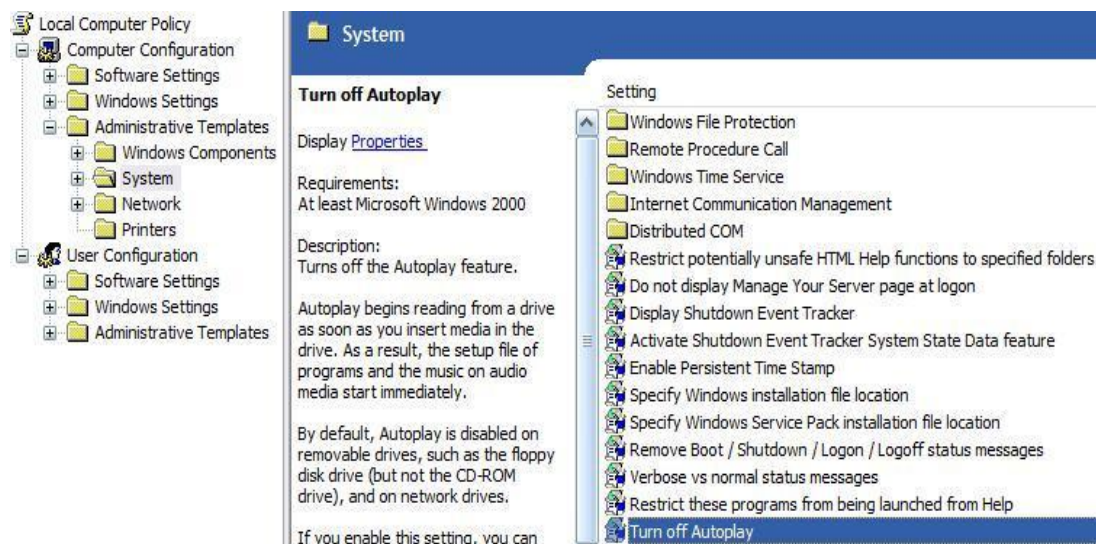 Local Computer Policy
Computer Configuration
Software Settings
Windows Settings
Administrative Templates
Windows Components
System
Network
Printers
User Configuration
Software Settings
Windows Settings
Administrative Templates
System
Turn off Autoplay
Display Properties
Requirements:
At least Microsoft Windows 2000
Description:
Turns off the Autoplay feature.
Autoplay begins reading from a drive
as soon as you insert media in the
drive. As a result, the setup file of
programs and the music on audio
media start immediately.
By default, Autoplay is disabled on
removable drives, such as the floppy
disk drive (but not the CD-ROM
drive), and on network drives.
If you enable this setting, you can
Setting
Windows File Protection
Remote Procedure Call
Windows Time Service
Internet Communication Management
Distributed COM
Restrict potentially unsafe HTML Help functions to specified folders
Do not display Manage Your Server page at logon
Display Shutdown Event Tracker
Activate Shutdown Event Tracker System State Data feature
Enable Persistent Time Stamp
Specify Windows installation file location
Specify Windows Service Pack installation file location
Remove Boot / Shutdown / Logon / Logoff status messages
Verbose vs normal status messages
Restrict these programs from being launched from Help
Turn off Autoplay